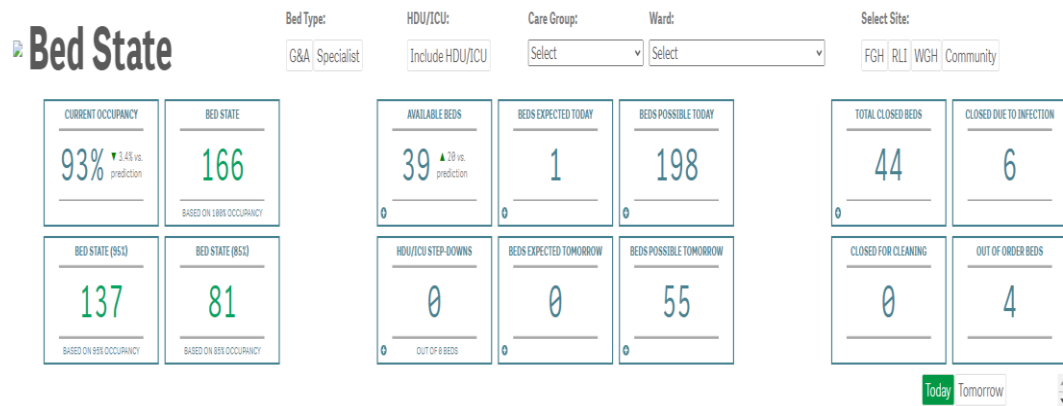 Bed State
Bed Type:
G&A Specialist
HDU/ICU:
Include HDU/ICU
Care Group:
Select
Ward:
Select
Select Site:
FGH RLI WGH Community
CURRENT OCCUPANCY
93% ▼ 3.4% vs.
prediction
BED STATE
166
BASED ON 100% OCCUPANCY
AVAILABLE BEDS
39 ▲ 20 vs.
prediction
BEDS EXPECTED TODAY
1
BEDS POSSIBLE TODAY
198
TOTAL CLOSED BEDS
44
CLOSED DUE TO INFECTION
6
BED STATE (95%)
137
BASED ON 95% OCCUPANCY
BED STATE (85%)
81
BASED ON 85% OCCUPANCY
HDU/ICU STEP-DOWNS
0
OUT OF 0 BEDS
BEDS EXPECTED TOMORROW
0
BEDS POSSIBLE TOMORROW
55
CLOSED FOR CLEANING
0
OUT OF ORDER BEDS
4
Today Tomorrow